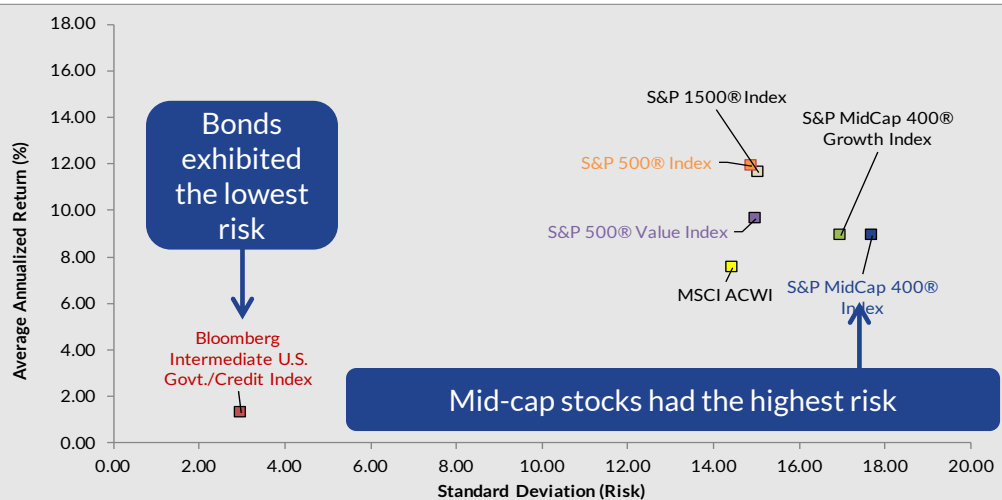 18.00
16.00
14.00
12.00
10.00
8.00
6.00
4.00
2.00
0.00
Average Annualized Return (%)
Bonds
exhibited
the lowest
risk
S&P 1500® Index
S&P MidCap 400®
Growth Index
S&P 500® Index
S&P 500® Value Index
MSCI ACWI
S&P MidCap 400®
Index
Bloomberg
Intermediate U.S.
Govt./Credit Index
Mid-cap stocks had the highest risk
0.00 2.00 4.00 6.00 8.00 10.00 12.00 14.00 16.00 18.00 20.00
Standard Deviation (Risk)